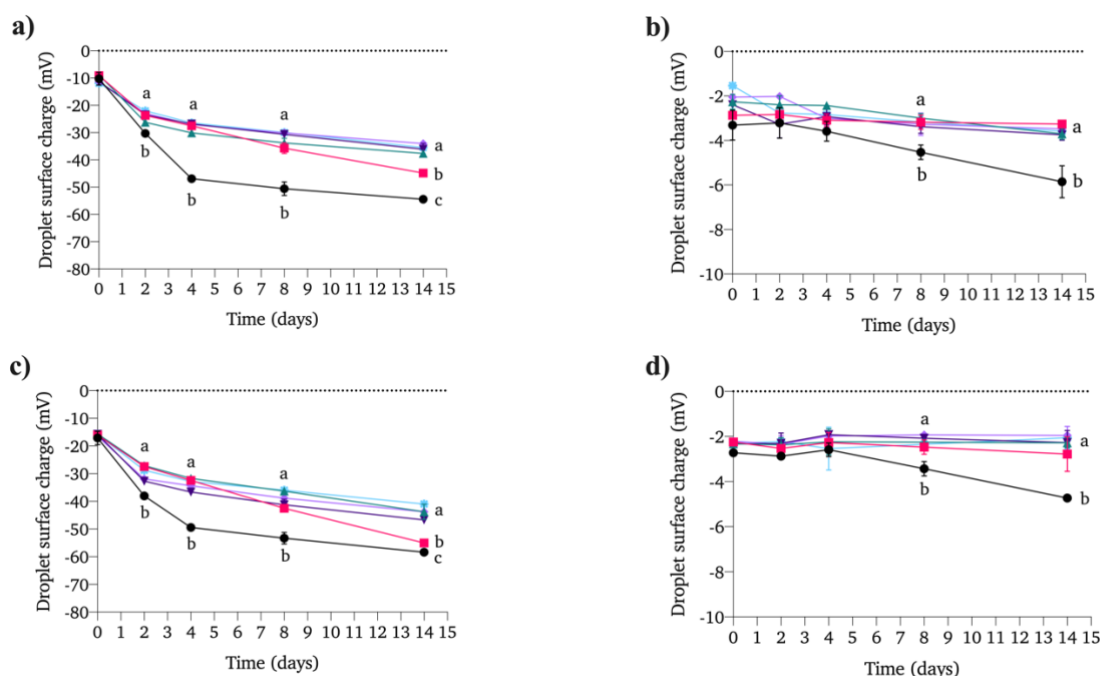 a)
Droplet surface charge (mV)
0
-10
-20
-30
-40
-50
-60
-70
-80
a
a
a
a
b
b
b
b
c
0 1 2 3 4 5 6 7 8 9 10 11 12 13 14 15
Time (days)
b)
Droplet surface charge (mV)
0
-2
-4
-6
-8
-10
a
a
b
b
0 1 2 3 4 5 6 7 8 9 10 11 12 13 14 15
Time (days)
c)
Droplet surface charge (mV)
0
-10
-20
-30
-40
-50
-60
-70
-80
a
a
a
a
b
b
b
b
c
0 1 2 3 4 5 6 7 8 9 10 11 12 13 14 15
Time (days)
d)
Droplet surface charge (mV)
0
-2
-4
-6
-8
-10
a
a
b
b
0 1 2 3 4 5 6 7 8 9 10 11 12 13 14 15
Time (days)